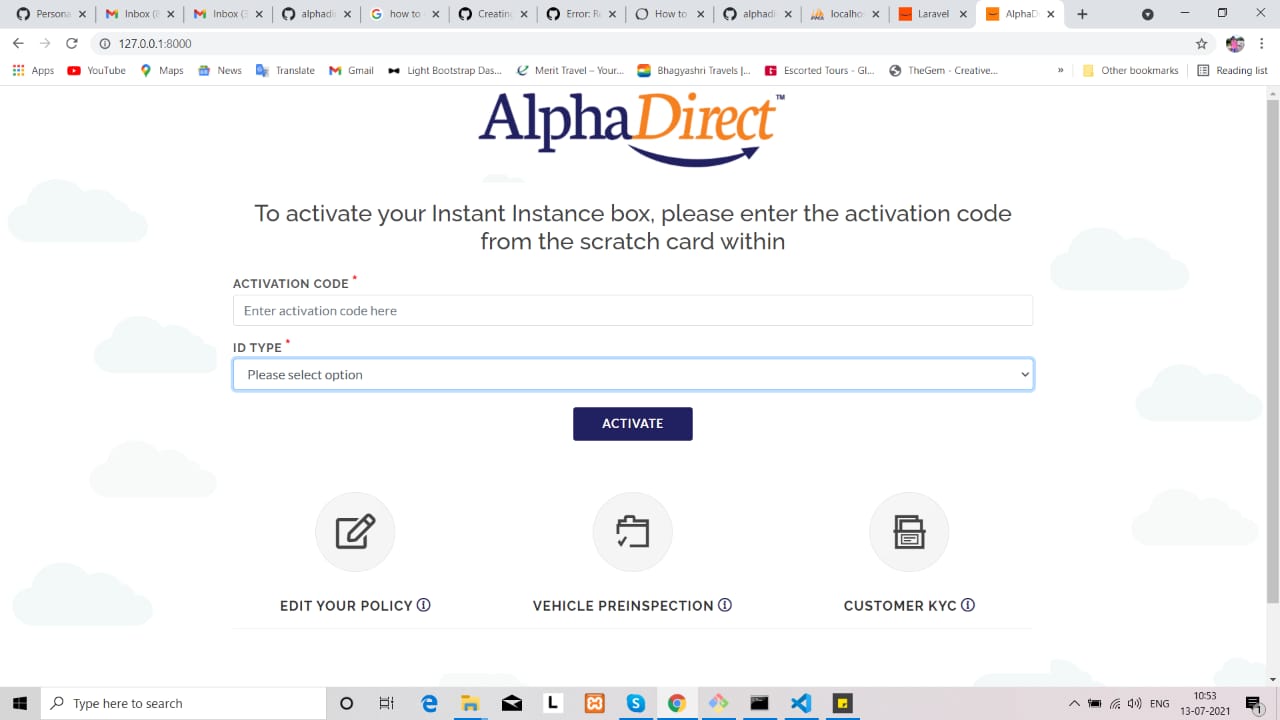 Persona
Inbox (
Inbox (3
alphadi
how to
Creatin
Error: R
How to
alphadi
localhos
Laravel
AlphaD
127.0.0.1:8000
Apps YouTube Maps News Translate Gmail Light Bootstrap Das... Merit Travel – Your... Bhagyashri Travels |... Escorted Tours - Gl... TheGem - Creative... » Other bookmarks Reading list
AlphaDirect™
To activate your Instant Instance box, please enter the activation code
from the scratch card within
ACTIVATION CODE *
Enter activation code here
ID TYPE *
Please select option
ACTIVATE
EDIT YOUR POLICY VEHICLE PREINSPECTION CUSTOMER KYC
Type here to search
L
ENG
10:53
13-07-2021
1